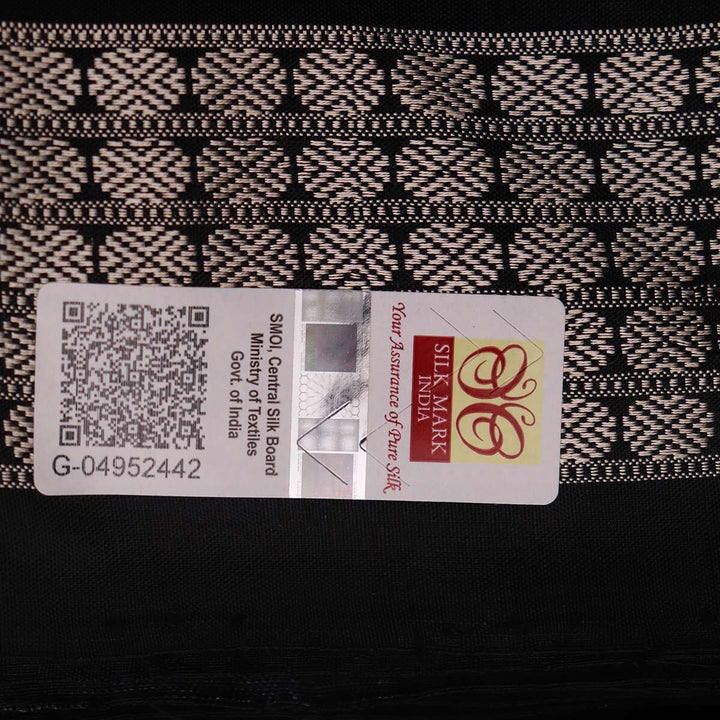 G-04952442
SMOI, Central Silk Board
Ministry of Textiles
Govt. of India
Your Assurance of Pure Silk
SILK MARK
INDIA